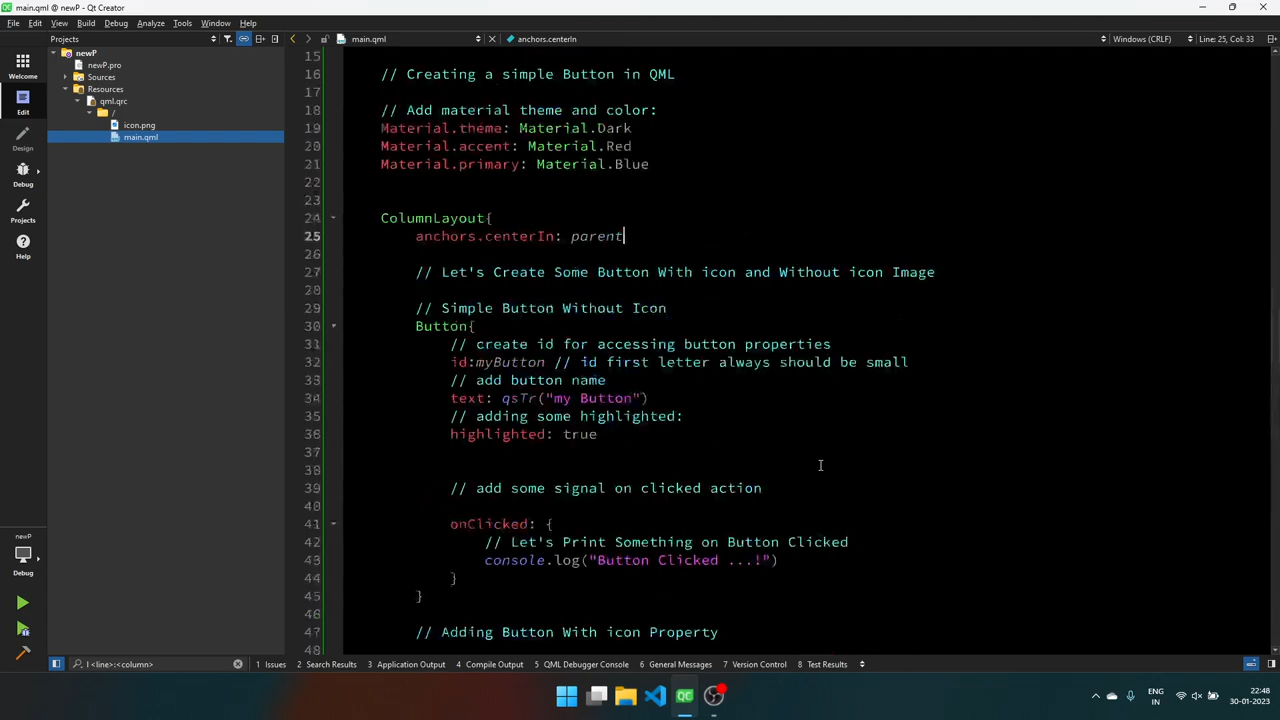 main.qml @ newP - Qt Creator
File Edit View Build Debug Analyze Tools Window Help
Projects
main.qml
anchors.centerIn
Windows (CRLF)
Line: 25, Col: 33
newP
newP.pro
Sources
Resources
qml.qrc
/
icon.png
main.qml
Welcome
Edit
Design
Debug
Projects
Help
newP
Debug
15
16 // Creating a simple Button in QML
17
18 // Add material theme and color:
19 Material.theme: Material.Dark
20 Material.accent: Material.Red
21 Material.primary: Material.Blue
22
23
24 ColumnLayout{
25 anchors.centerIn: parent
26
27 // Let's Create Some Button With icon and Without icon Image
28
29 // Simple Button Without Icon
30 Button{
31 // create id for accessing button properties
32 id:myButton // id first letter always should be small
33 // add button name
34 text: qsTr("my Button")
35 // adding some highlighted:
36 highlighted: true
37
38
39 // add some signal on clicked action
40
41 onClicked: {
42 // Let's Print Something on Button Clicked
43 console.log("Button Clicked ...!")
44 }
45 }
46
47 // Adding Button With icon Property
48
l <line>:<column>
1 Issues
2 Search Results
3 Application Output
4 Compile Output
5 QML Debugger Console
6 General Messages
7 Version Control
8 Test Results
ENG
IN
22:48
30-01-2023